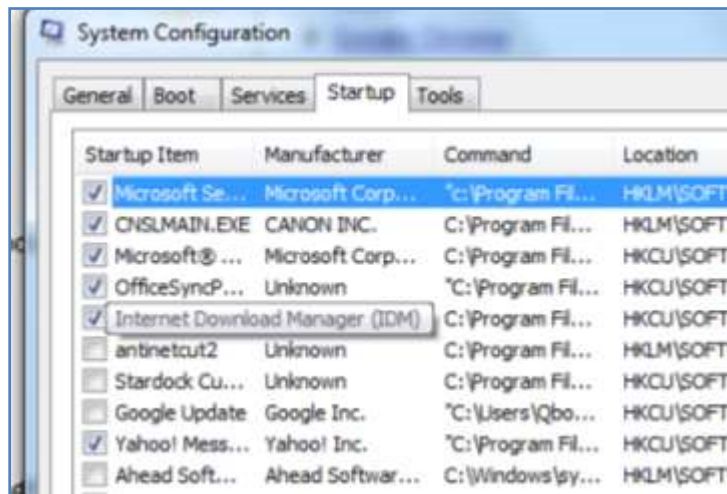 System Configuration
General Boot Services Startup Tools
Startup Item Manufacturer Command Location
Microsoft Se... Microsoft Corp... "c:\Program Fil... HKLM\SOFT
CNSLMAIN.EXE CANON INC. C:\Program File... HKLM\SOFT
Microsoft® ... Microsoft Corp... C:\Program Fil... HKCU\SOFT
OfficeSyncP... Unknown "C:\Program Fil... HKCU\SOFT
Internet Download Manager (IDM) C:\Program Fil... HKCU\SOFT
antinetcut2 Unknown C:\Program Fil... HKLM\SOFT
Stardock Cu... Unknown C:\Program Fil... HKCU\SOFT
Google Update Google Inc. "C:\Users\Qbo... HKCU\SOFT
Yahoo! Mess... Yahoo! Inc. "C:\Program Fil... HKCU\SOFT
Ahead Soft... Ahead Softwar... C:\Windows\sy... HKLM\SOFT